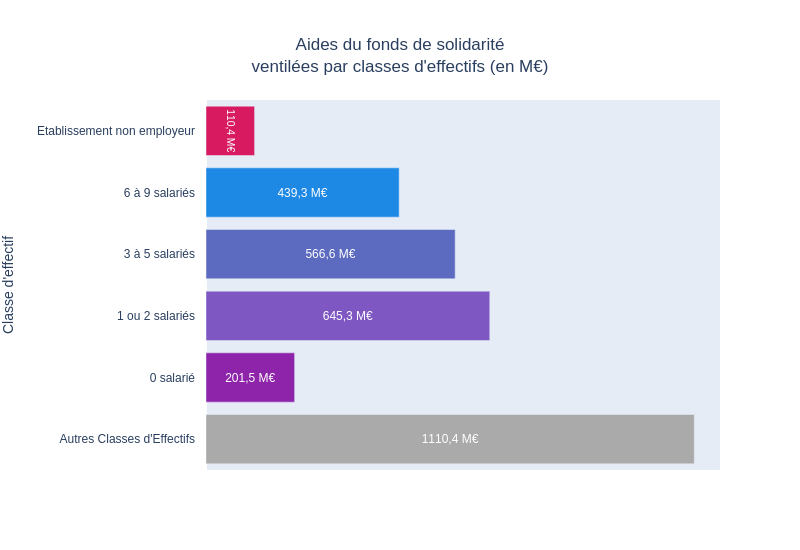 Aides du fonds de solidarité
ventilées par classes d'effectifs (en M€)
Classe d'effectif
Etablissement non employeur
110,4 M€
6 à 9 salariés
439,3 M€
3 à 5 salariés
566,6 M€
1 ou 2 salariés
645,3 M€
0 salarié
201,5 M€
Autres Classes d'Effectifs
1110,4 M€